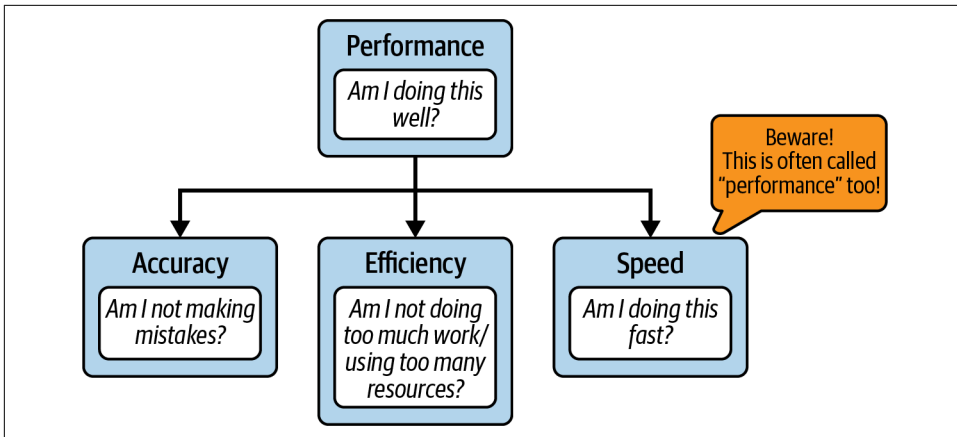 Performance
Am I doing this
well?
Beware!
This is often called
“performance” too!
Accuracy
Am I not making
mistakes?
Efficiency
Am I not doing
too much work/
using too many
resources?
Speed
Am I doing this
fast?